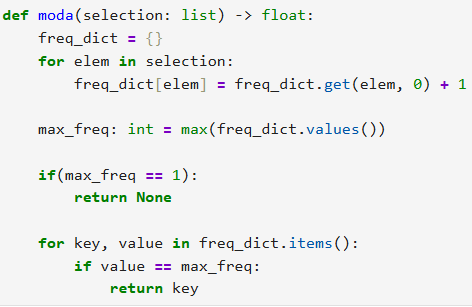 def moda(selection: list) -> float:
    freq_dict = {}
    for elem in selection:
        freq_dict[elem] = freq_dict.get(elem, 0) + 1

    max_freq: int = max(freq_dict.values())

    if(max_freq == 1):
        return None

    for key, value in freq_dict.items():
        if value == max_freq:
            return key